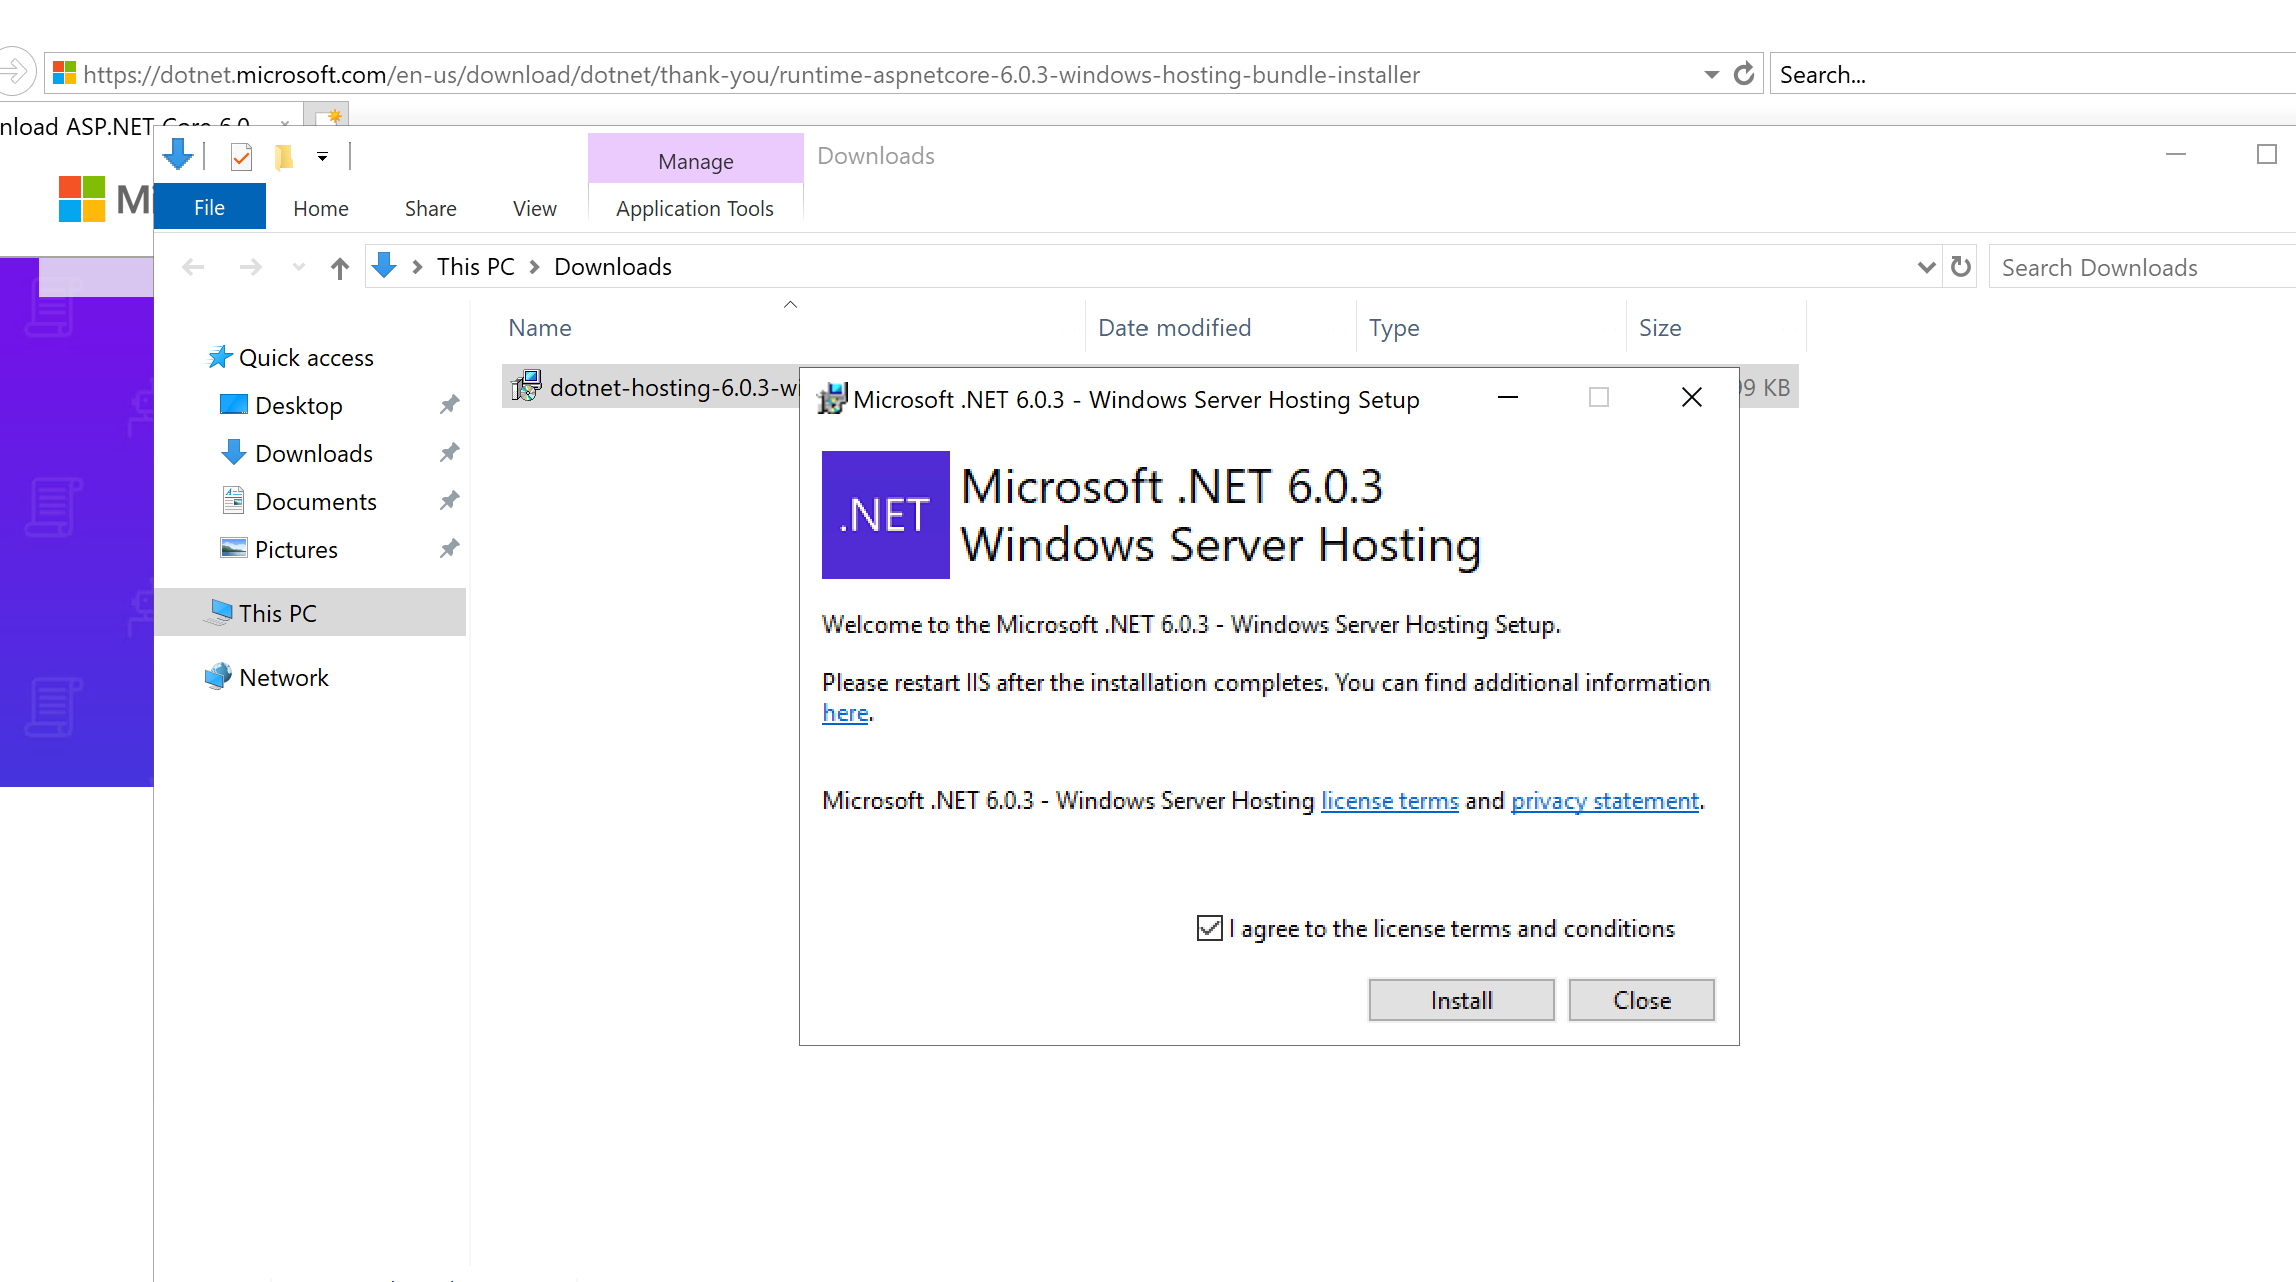 https://dotnet.microsoft.com/en-us/download/dotnet/thank-you/runtime-aspnetcore-6.0.3-windows-hosting-bundle-installer
Search...
nload ASP.NET Core 6.0
Manage
Downloads
File
Home
Share
View
Application Tools
This PC
Downloads
Search Downloads
Name
Date modified
Type
Size
Quick access
Desktop
Downloads
Documents
Pictures
This PC
Network
dotnet-hosting-6.0.3-wi
99 KB
Microsoft .NET 6.0.3 - Windows Server Hosting Setup
.NET
Microsoft .NET 6.0.3
Windows Server Hosting
Welcome to the Microsoft .NET 6.0.3 - Windows Server Hosting Setup.
Please restart IIS after the installation completes. You can find additional information
here.
Microsoft .NET 6.0.3 - Windows Server Hosting license terms and privacy statement.
I agree to the license terms and conditions
Install
Close